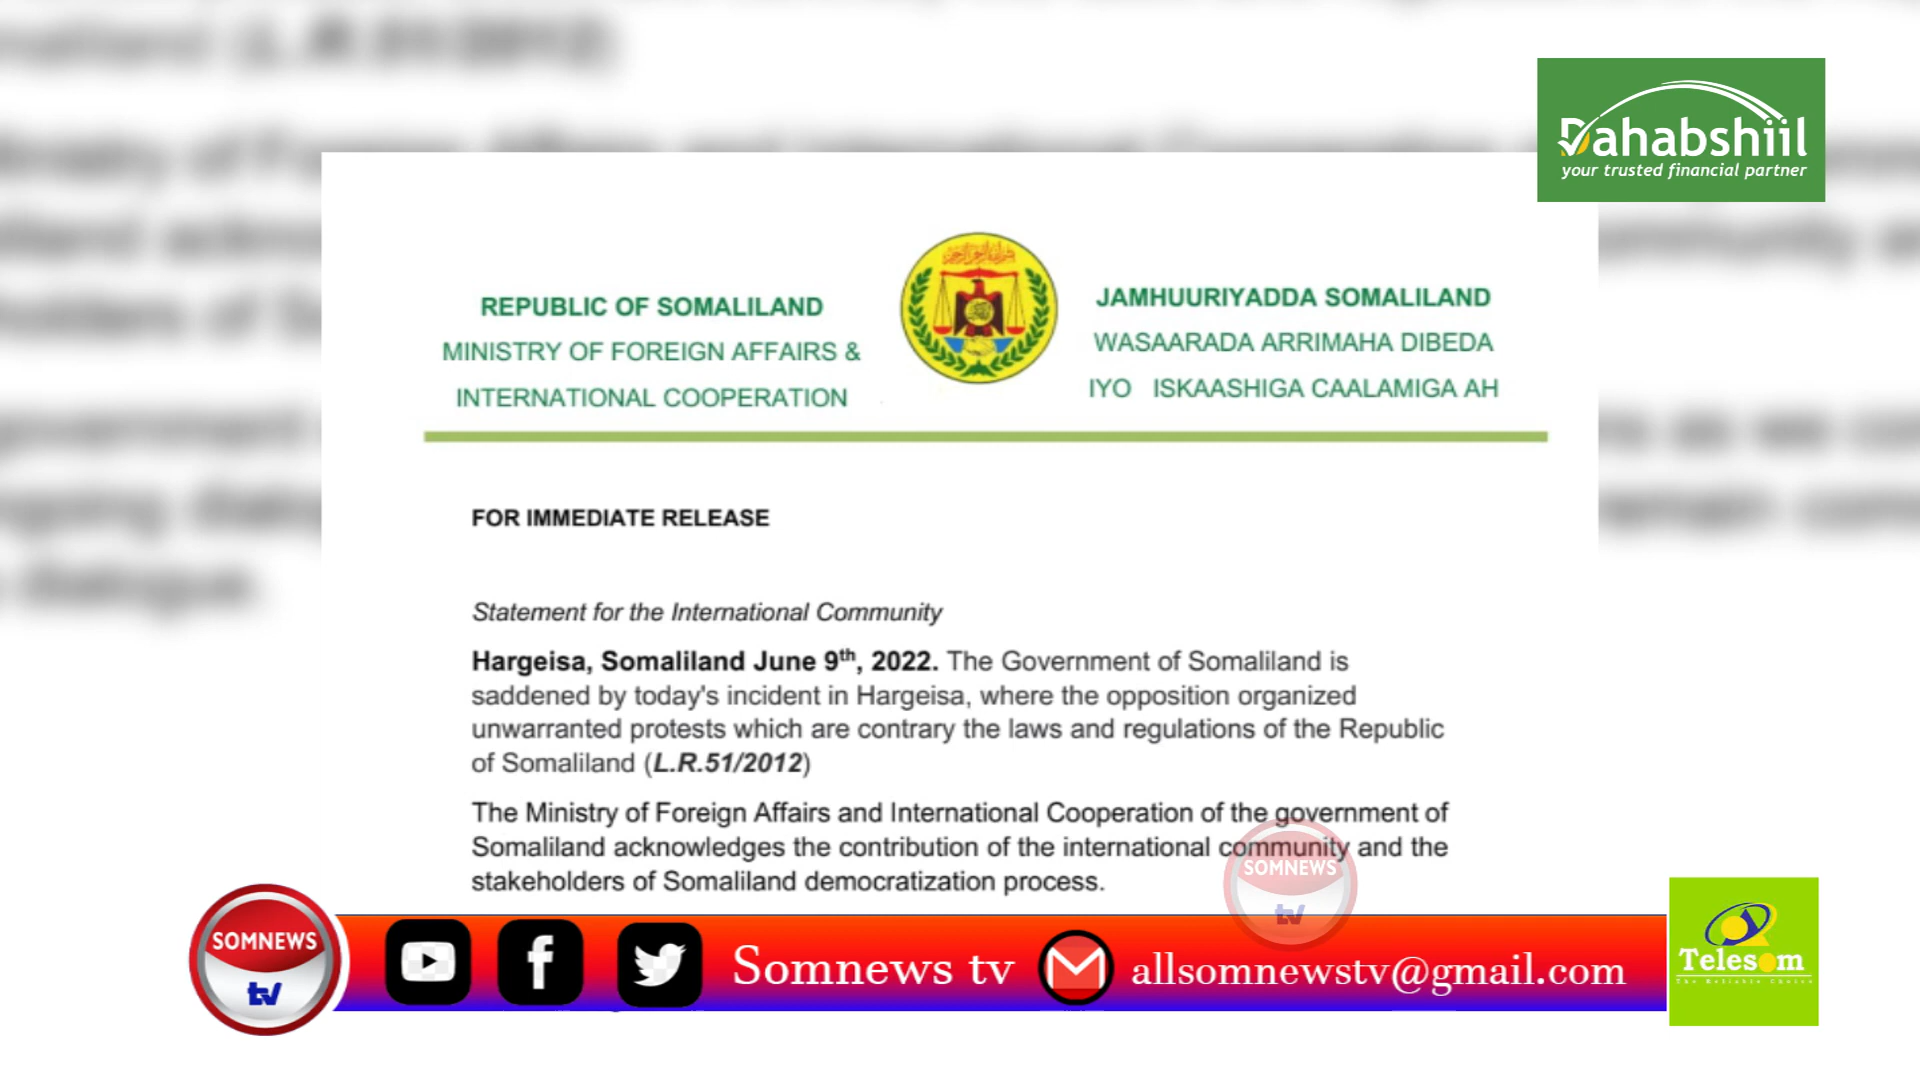 Dahabshiil
your trusted financial partner
REPUBLIC OF SOMALILAND
MINISTRY OF FOREIGN AFFAIRS &
INTERNATIONAL COOPERATION
JAMHUURIYADDA SOMALILAND
WASAARADA ARRIMAHA DIBEDA
IYO ISKAASHIGA CAALAMIGA AH
FOR IMMEDIATE RELEASE
Statement for the International Community
Hargeisa, Somaliland June 9th, 2022. The Government of Somaliland is
saddened by today's incident in Hargeisa, where the opposition organized
unwarranted protests which are contrary the laws and regulations of the Republic
of Somaliland (L.R.51/2012)
The Ministry of Foreign Affairs and International Cooperation of the government of
Somaliland acknowledges the contribution of the international community and the
stakeholders of Somaliland democratization process.
SOMNEWS
tv
SOMNEWS
tv
Somnews tv
allsomnewstv@gmail.com
Telesom
The Reliable Choice